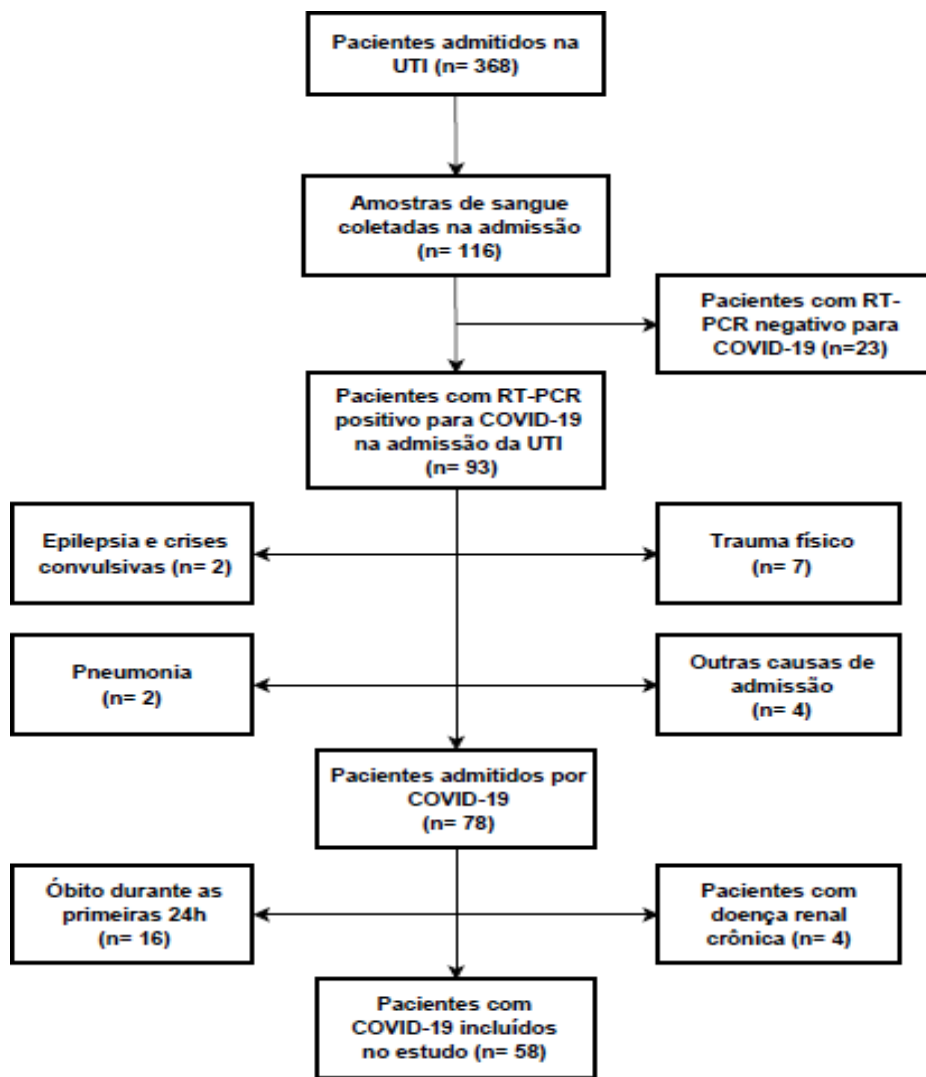 Pacientes admitidos na
UTI (n= 368)
Amostras de sangue
coletadas na admissão
(n= 116)
Pacientes com RT-
PCR negativo para
COVID-19 (n=23)
Pacientes com RT-PCR
positivo para COVID-19
na admissão da UTI
(n= 93)
Epilepsia e crises
convulsivas (n= 2)
Trauma físico
(n= 7)
Pneumonia
(n= 2)
Outras causas de
admissão
(n= 4)
Pacientes admitidos por
COVID-19
(n= 78)
Óbito durante as
primeiras 24h
(n= 16)
Pacientes com
doença renal
crônica (n= 4)
Pacientes com
COVID-19 incluídos
no estudo (n= 58)